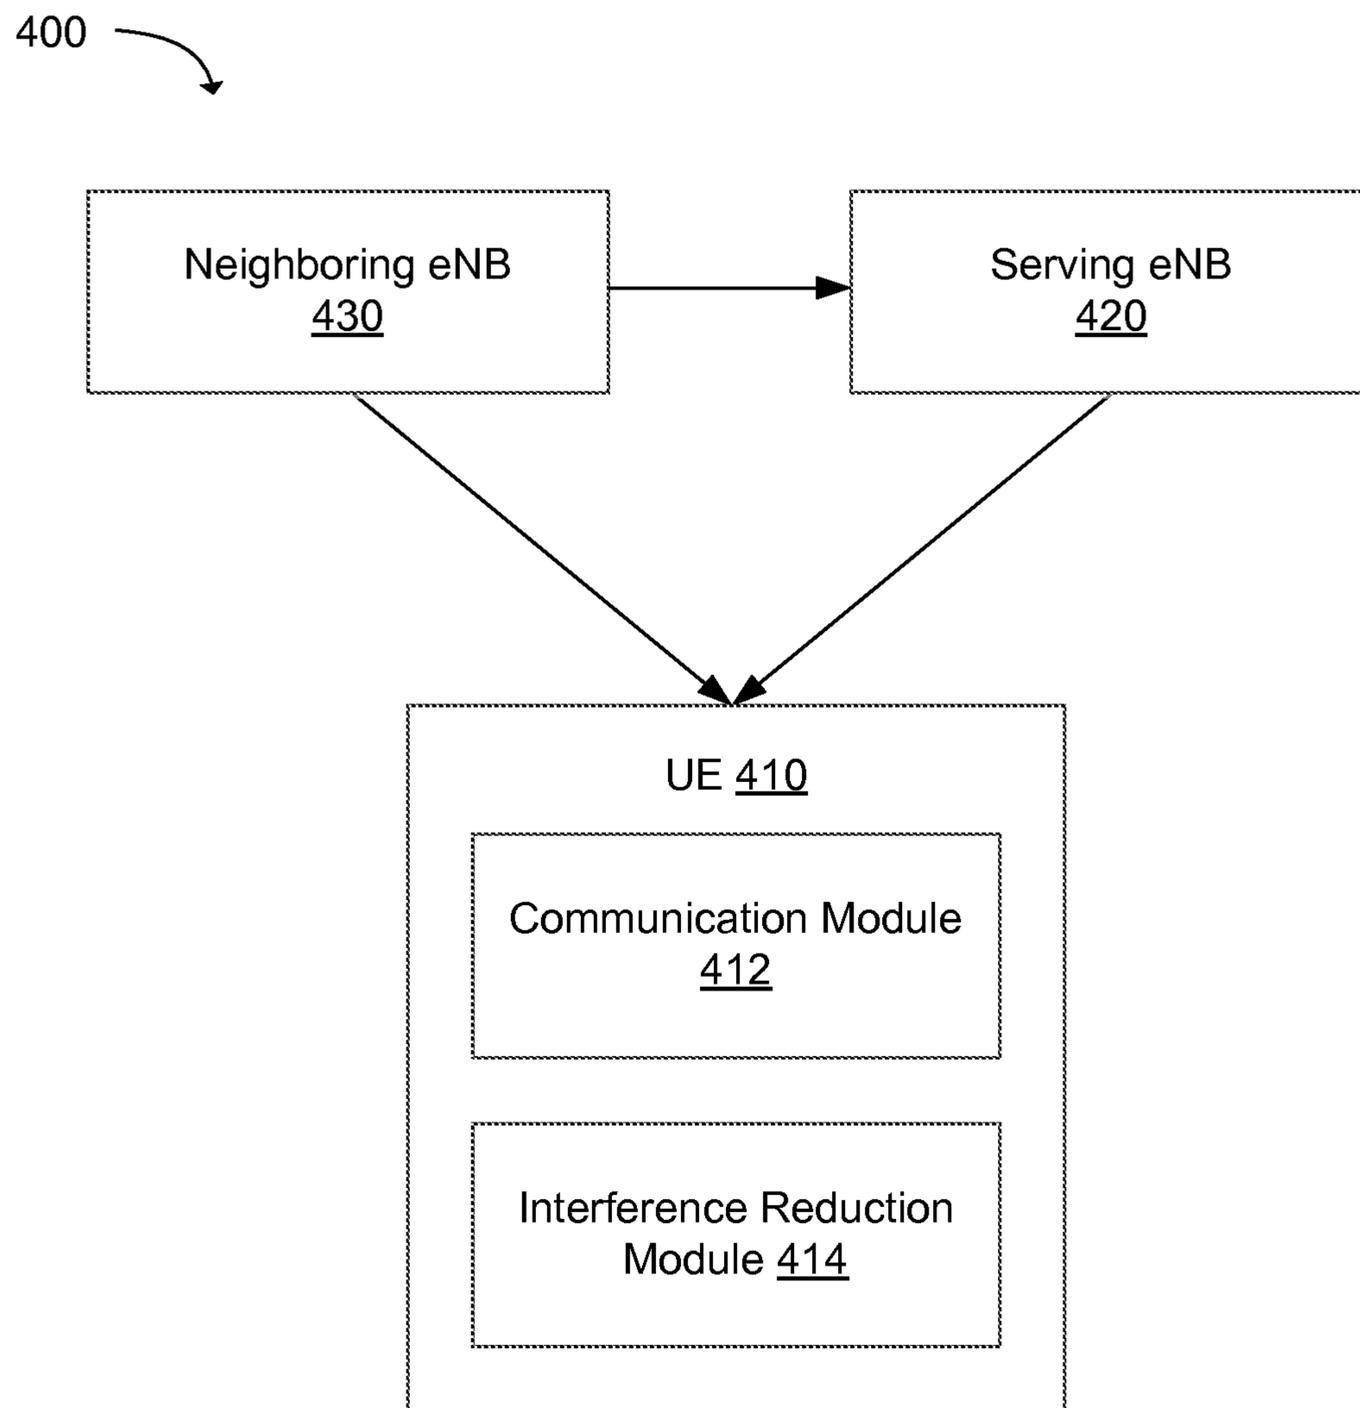 400
Neighboring eNB
430
Serving eNB
420
UE 410
Communication Module
412
Interference Reduction
Module 414